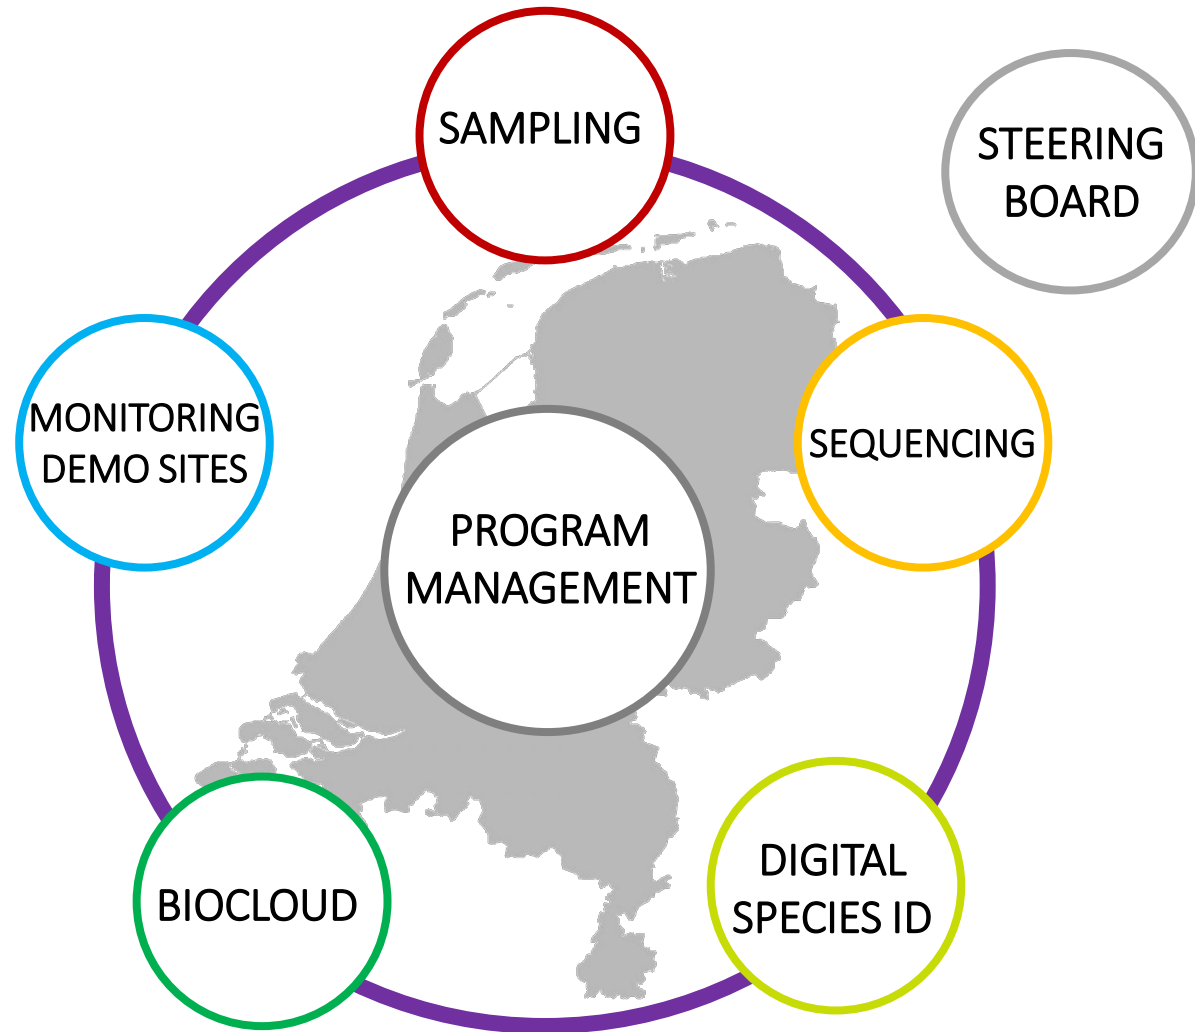 SAMPLING
STEERING
BOARD
MONITORING
DEMO SITES
SEQUENCING
PROGRAM
MANAGEMENT
BIOCLOUD
DIGITAL
SPECIES ID